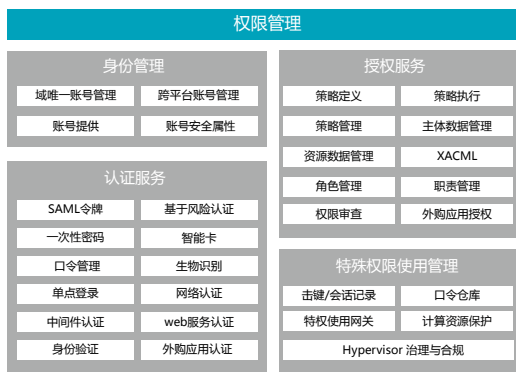 权限管理
身份管理
域唯一账号管理 跨平台账号管理
账号提供 账号安全属性
认证服务
SAML令牌 基于风险认证
一次性密码 智能卡
口令管理 生物识别
单点登录 网络认证
中间件认证 web服务认证
身份验证 外购应用认证
授权服务
策略定义 策略执行
策略管理 主体数据管理
资源数据管理 XACML
角色管理 职责管理
权限审查 外购应用授权
特殊权限使用管理
击键/会话记录 口令仓库
特权使用网关 计算资源保护
Hypervisor 治理与合规